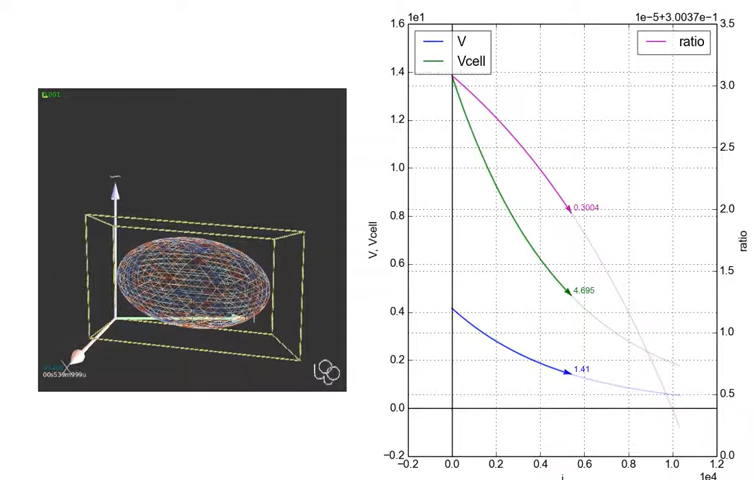 1.6 1e1
1e-5+3.0037e-1 3.5
V
Vcell
ratio
1.4
3.0
1.2
2.5
1.0
0.3004
0.8
2.0
V, Vcell
ratio
0.6
1.5
4.695
0.4
1.0
1.41
0.2
0.5
0.0
−0.2
0.0
−0.2 0.0 0.2 0.4 0.6 0.8 1.0 1.2
i
1e4